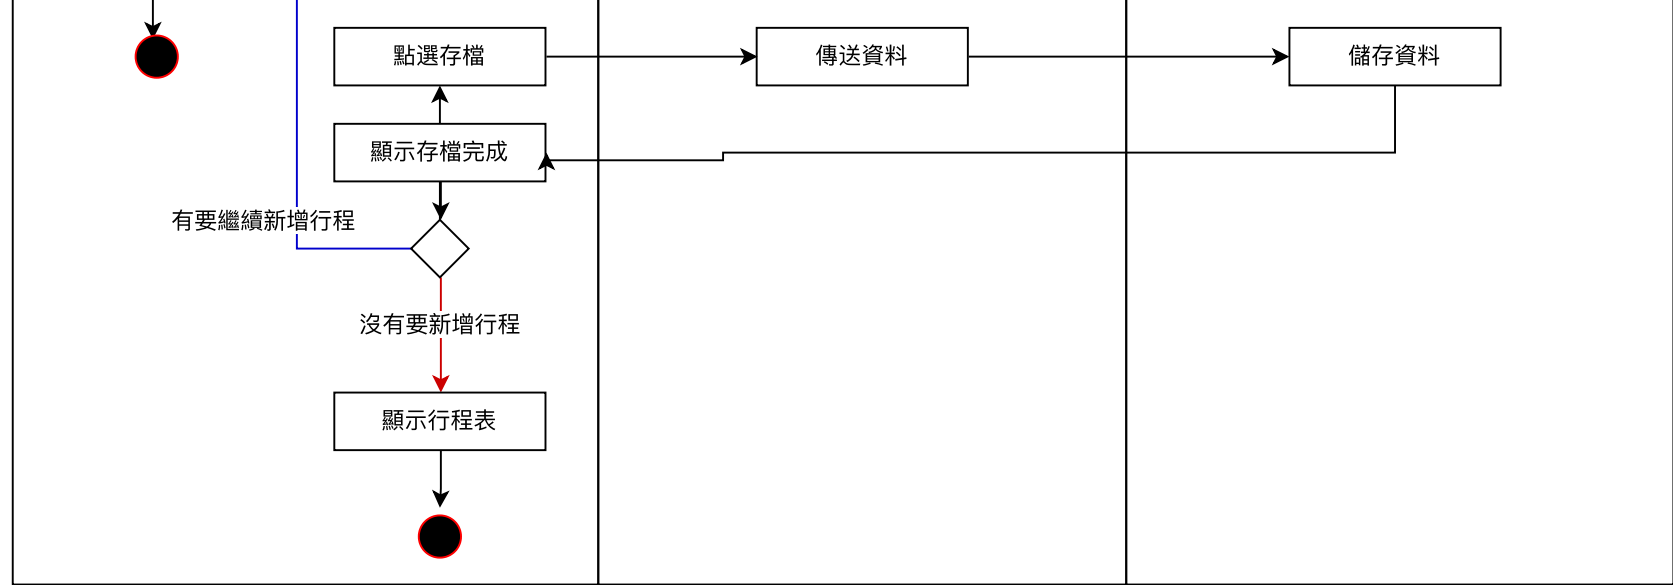 點選存檔
傳送資料
儲存資料
顯示存檔完成
有要繼續新增行程
沒有要新增行程
顯示行程表